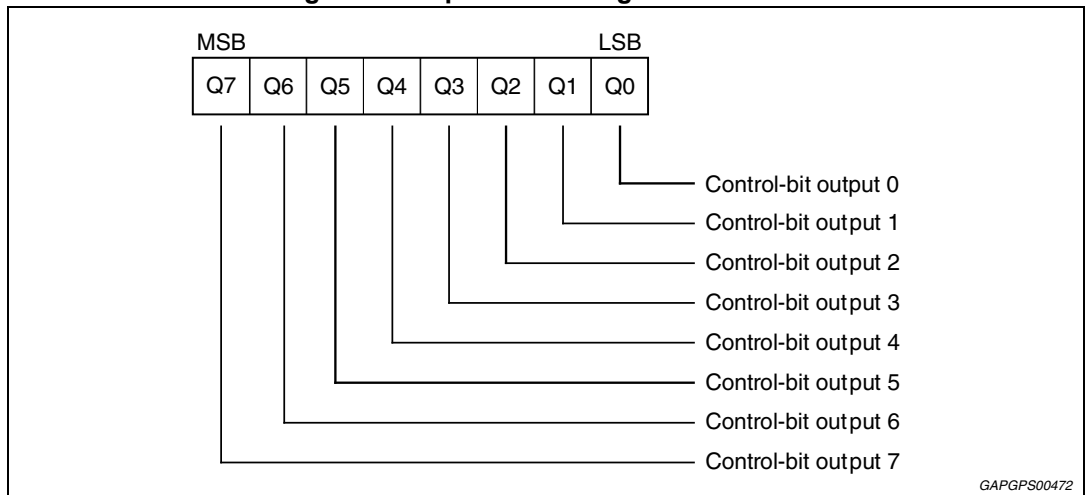 MSB LSB
Q7 Q6 Q5 Q4 Q3 Q2 Q1 Q0
Control-bit output 0
Control-bit output 1
Control-bit output 2
Control-bit output 3
Control-bit output 4
Control-bit output 5
Control-bit output 6
Control-bit output 7
GAPGPS00472